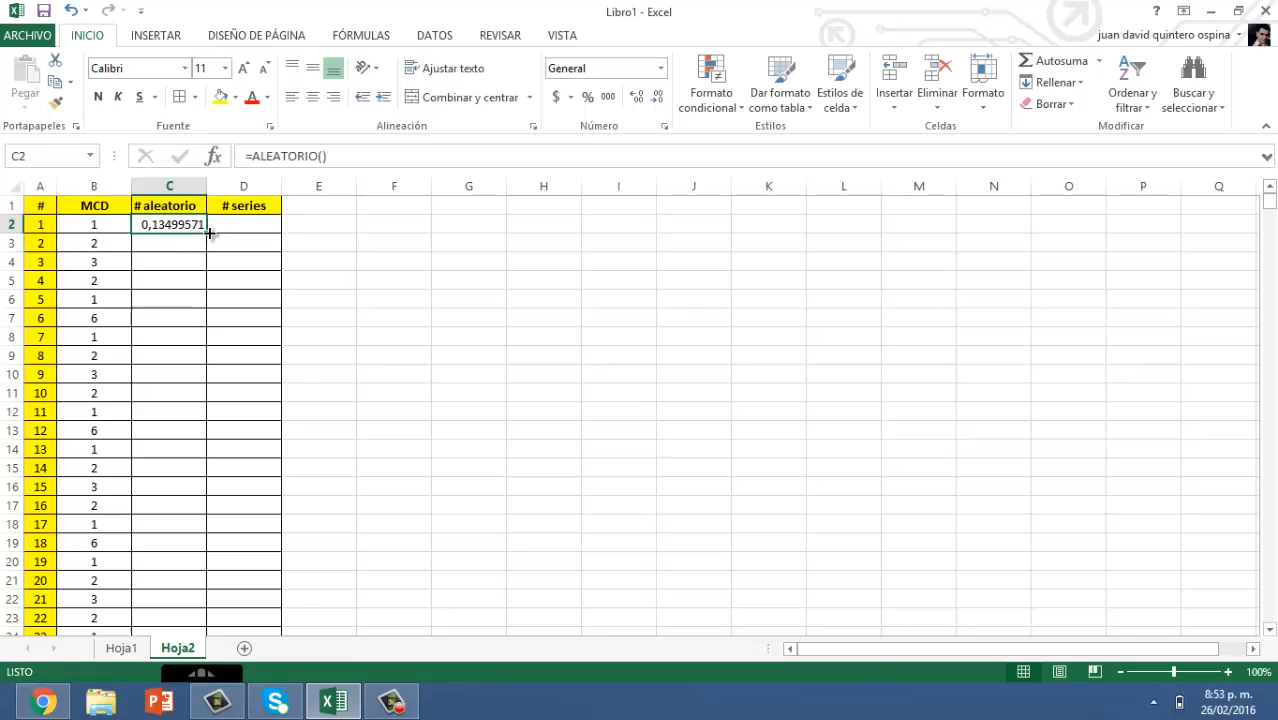 Libro1 - Excel
?
ARCHIVO INICIO INSERTAR DISEÑO DE PÁGINA FÓRMULAS DATOS REVISAR VISTA juan david quintero ospina
Pegar
Calibri 11
N K S
Ajustar texto
Combinar y centrar
General
$ % 000
Formato condicional
Dar formato como tabla
Estilos de celda
Insertar Eliminar Formato
Autosuma
Rellenar
Borrar
Ordenar y filtrar
Buscar y seleccionar
Portapapeles Fuente Alineación Número Estilos Celdas Modificar
C2 fx =ALEATORIO()
A B C D E F G H I J K L M N O P Q
1 # MCD # aleatorio # series
2 1 1 0,13499571
3 2 2
4 3 3
5 4 2
6 5 1
7 6 6
8 7 1
9 8 2
10 9 3
11 10 2
12 11 1
13 12 6
14 13 1
15 14 2
16 15 3
17 16 2
18 17 1
19 18 6
20 19 1
21 20 2
22 21 3
23 22 2
Hoja1 Hoja2
LISTO 100%
8:53 p. m.
26/02/2016